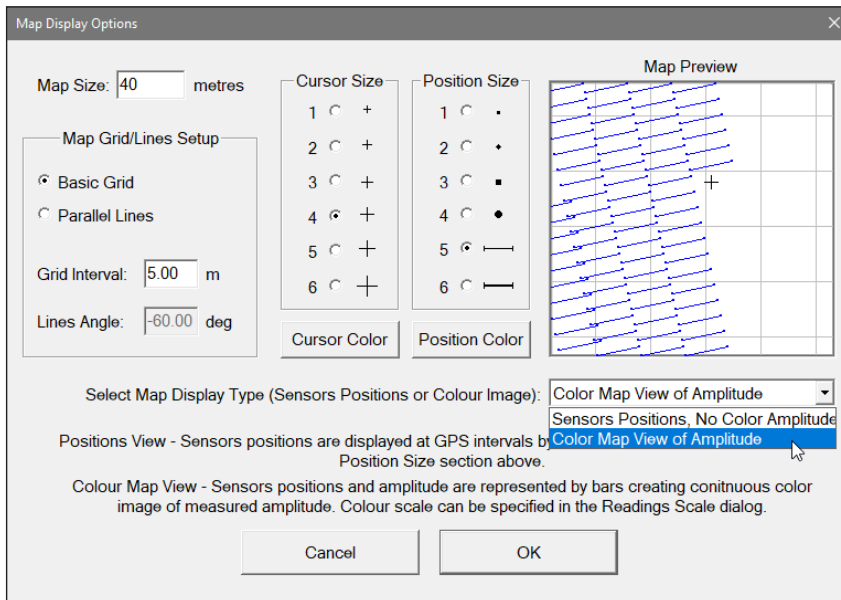 Map Display Options
Map Size: 40 metres
Map Grid/Lines Setup
Basic Grid
Parallel Lines
Grid Interval: 5.00 m
Lines Angle: -60.00 deg
Cursor Size
1
2
3
4
5
6
Cursor Color
Position Size
1
2
3
4
5
6
Position Color
Map Preview
Select Map Display Type (Sensors Positions or Colour Image): Color Map View of Amplitude
Sensors Positions, No Color Amplitude
Color Map View of Amplitude
Positions View - Sensors positions are displayed at GPS intervals by
Position Size section above.
Colour Map View - Sensors positions and amplitude are represented by bars creating conitnuous color
image of measured amplitude. Colour scale can be specified in the Readings Scale dialog.
Cancel
OK